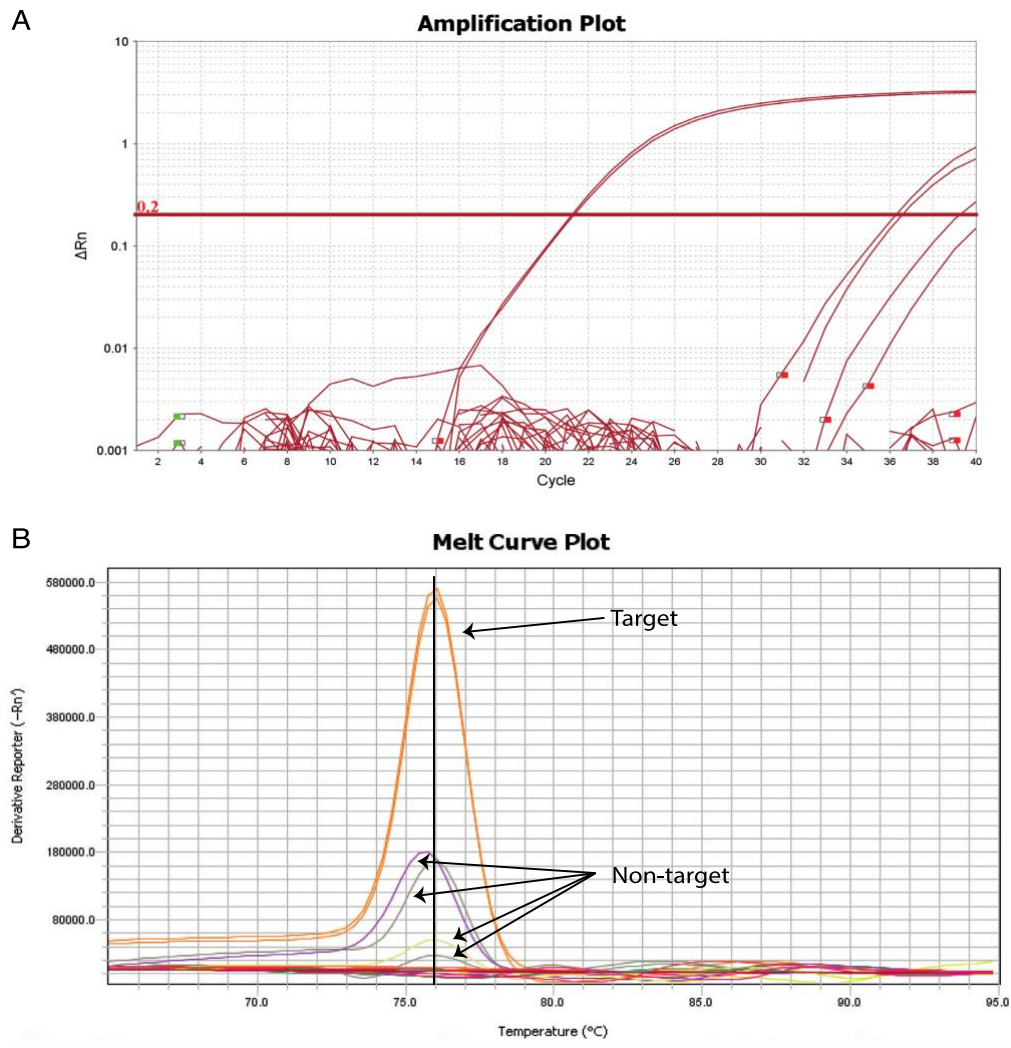 A
Amplification Plot
10
1
0.2
ΔRn
0.1
0.01
0.001
2 4 6 8 10 12 14 16 18 20 22 24 26 28 30 32 34 36 38 40
Cycle
B
Melt Curve Plot
580000.0
Target
480000.0
Derivative Reporter (−Rn')
380000.0
280000.0
180000.0
Non-target
80000.0
70.0 75.0 80.0 85.0 90.0 95.0
Temperature (°C)